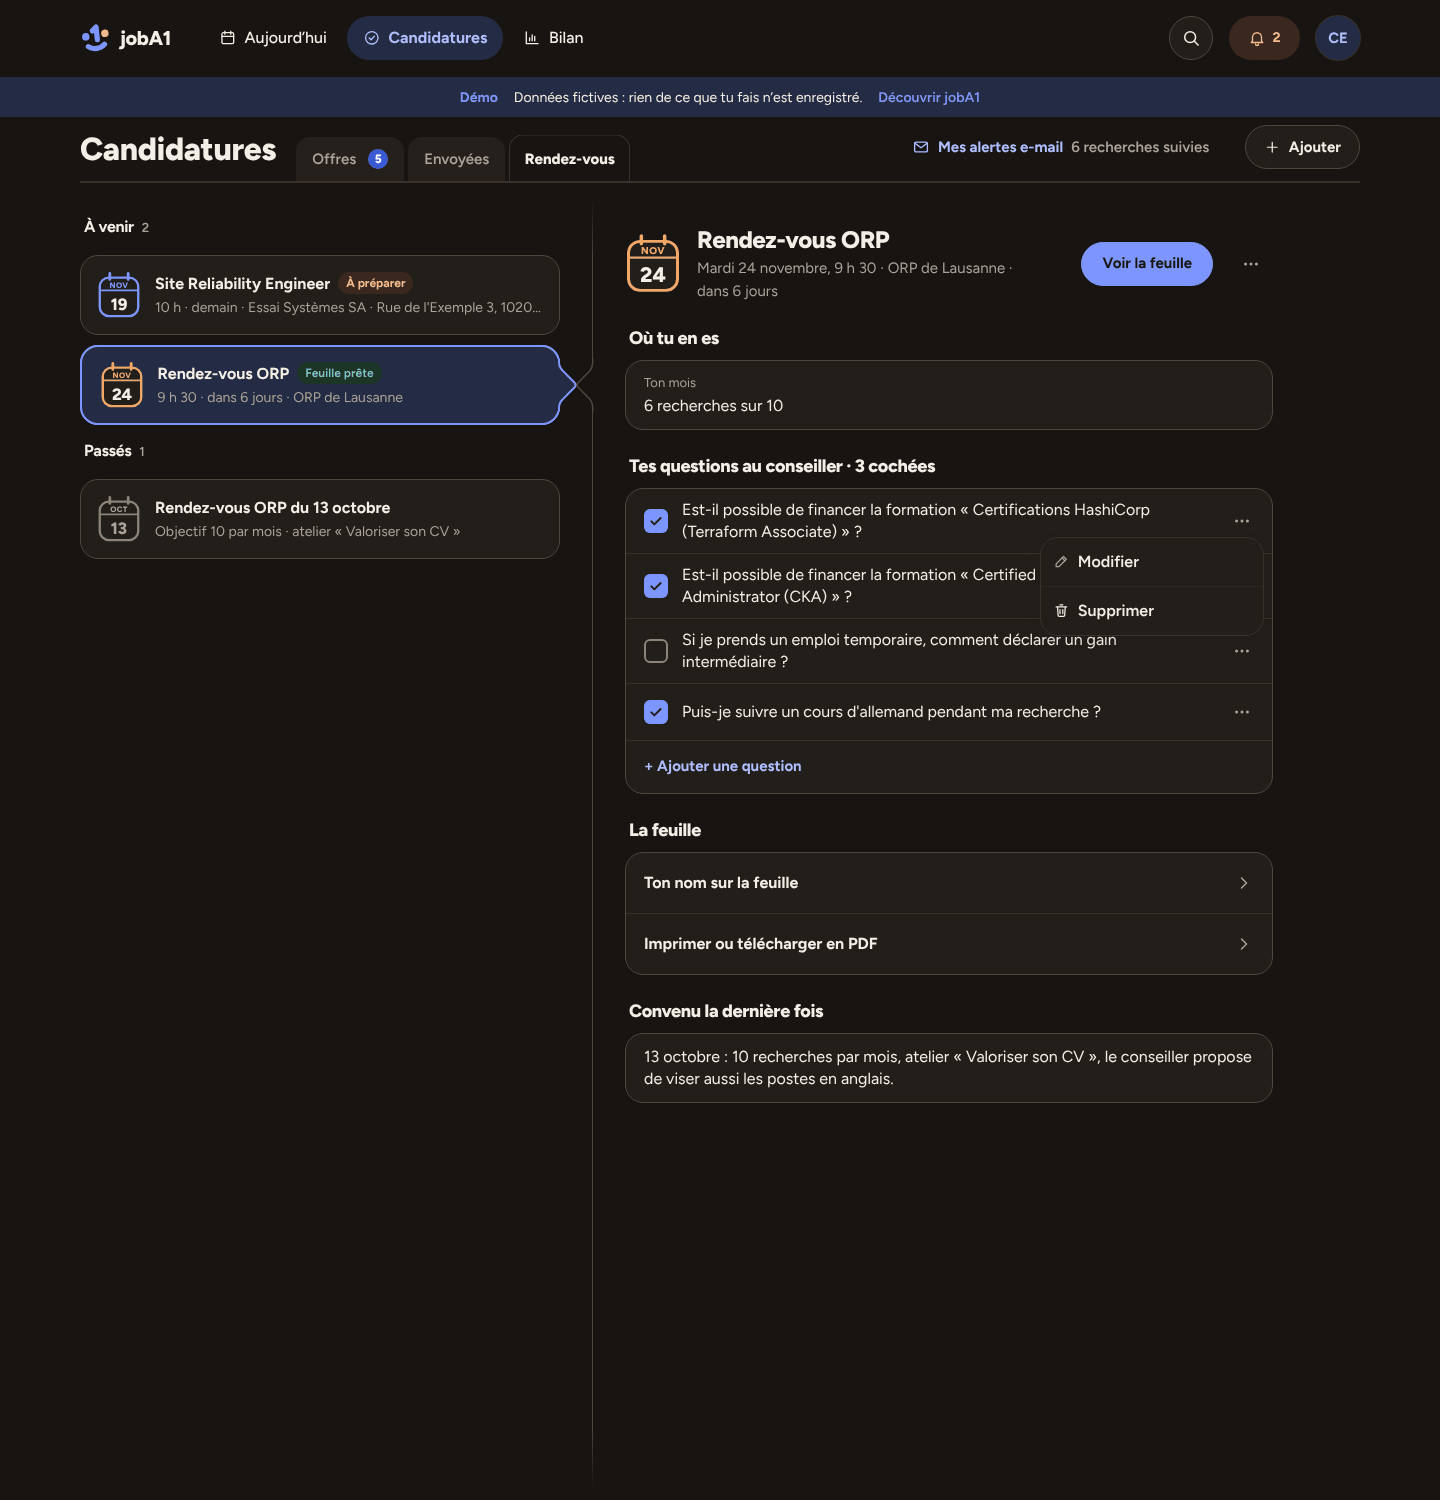 jobA1
Aujourd’hui
Candidatures
Bilan
2
CE
Démo Données fictives : rien de ce que tu fais n’est enregistré. Découvrir jobA1
Candidatures
Offres 5
Envoyées
Rendez-vous
Mes alertes e-mail 6 recherches suivies
Ajouter
À venir 2
NOV
19
Site Reliability Engineer À préparer
10 h · demain · Essai Systèmes SA · Rue de l'Exemple 3, 1020...
NOV
24
Rendez-vous ORP Feuille prête
9 h 30 · dans 6 jours · ORP de Lausanne
Passés 1
OCT
13
Rendez-vous ORP du 13 octobre
Objectif 10 par mois · atelier « Valoriser son CV »
NOV
24
Rendez-vous ORP
Mardi 24 novembre, 9 h 30 · ORP de Lausanne ·
dans 6 jours
Voir la feuille
Où tu en es
Ton mois
6 recherches sur 10
Tes questions au conseiller · 3 cochées
Est-il possible de financer la formation « Certifications HashiCorp
(Terraform Associate) » ?
Modifier
Supprimer
Est-il possible de financer la formation « Certified
Administrator (CKA) » ?
Si je prends un emploi temporaire, comment déclarer un gain
intermédiaire ?
Puis-je suivre un cours d'allemand pendant ma recherche ?
+ Ajouter une question
La feuille
Ton nom sur la feuille
Imprimer ou télécharger en PDF
Convenu la dernière fois
13 octobre : 10 recherches par mois, atelier « Valoriser son CV », le conseiller propose
de viser aussi les postes en anglais.